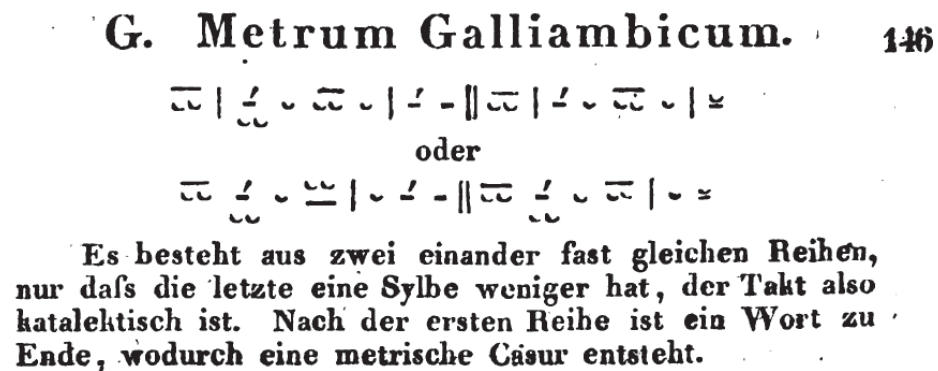 G. Metrum Galliambicum. 146
oder
Es besteht aus zwei einander fast gleichen Reihen,
nur daſs die letzte eine Sylbe weniger hat, der Takt also
katalektisch ist. Nach der ersten Reihe ist ein Wort zu
Ende, wodurch eine metrische Cäsur entsteht.